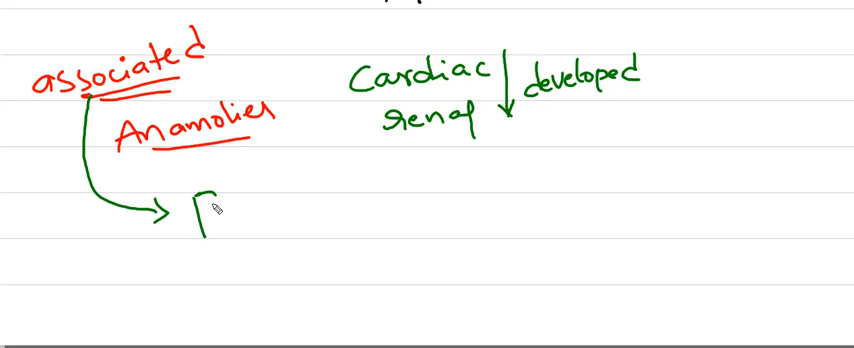 associated
Anamolies
Cardiac ↓ developed
renal